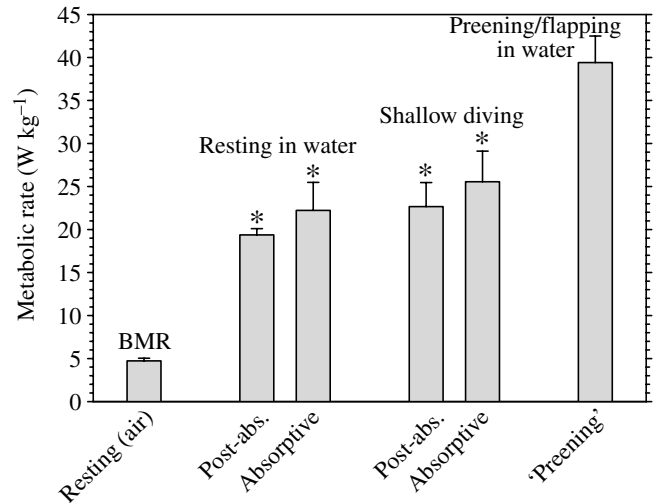 Metabolic rate (W kg⁻¹)
45
40
35
30
25
20
15
10
5
0
BMR
Resting in water
*
*
Shallow diving
*
*
Preening/flapping
in water
Resting (air)
Post-abs.
Absorptive
Post-abs.
Absorptive
‘Preening’